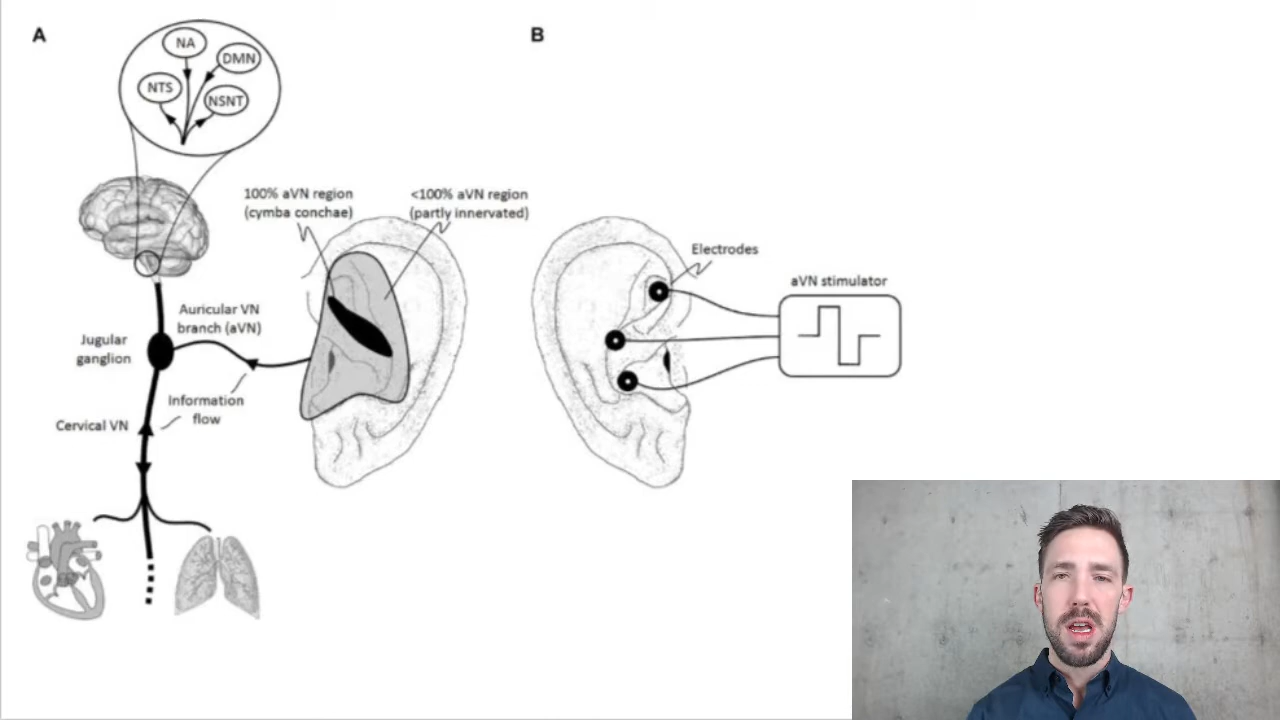 A
NA
DMN
NTS
NSNT
100% aVN region
(cymba conchae)
<100% aVN region
(partly innervated)
Auricular VN
branch (aVN)
Jugular
ganglion
Information
flow
Cervical VN
B
Electrodes
aVN stimulator